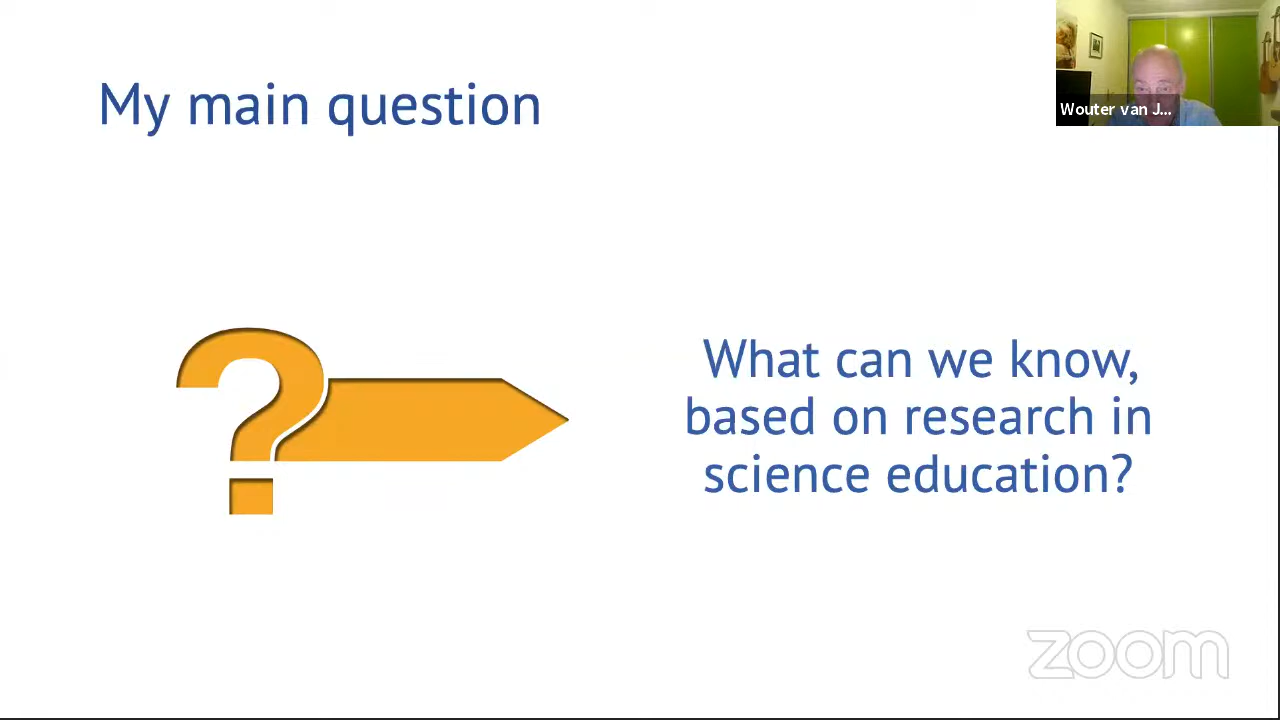 My main question
Wouter van J...
What can we know,
based on research in
science education?
zoom